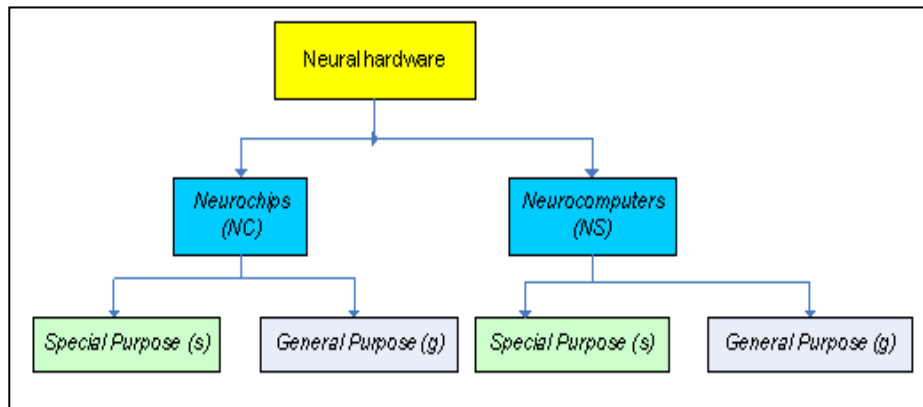 Neural hardware
Neurochips
(NC)
Neurocomputers
(NS)
Special Purpose (s)
General Purpose (g)
Special Purpose (s)
General Purpose (g)